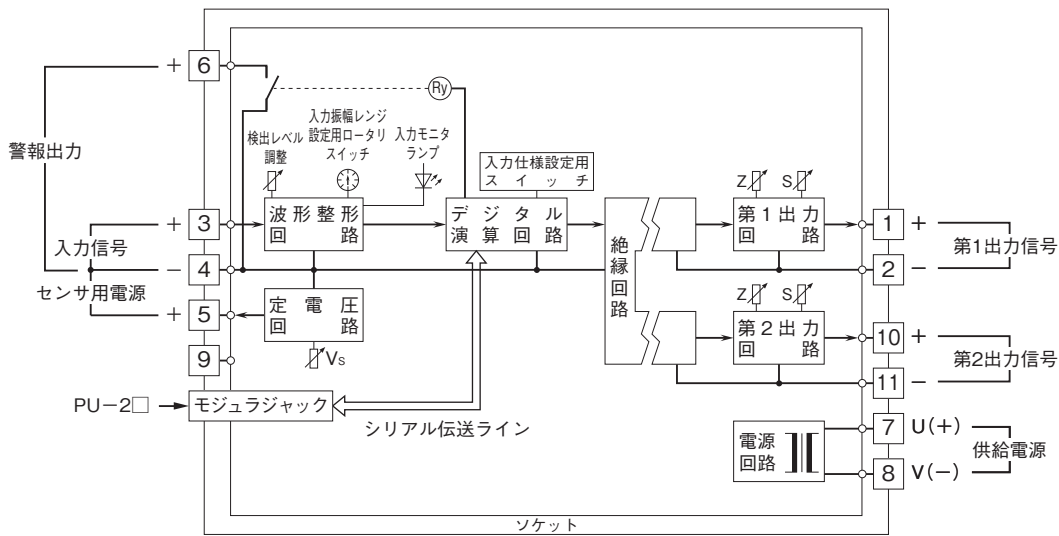 警報出力
+ 6
Ry
検出レベル
調整
入力振幅レンジ
設定用ロータリ
スイッチ
入力モニタ
ランプ
入力仕様設定用
スイッチ
入力信号
+ 3
− 4
センサ用電源
+ 5
9
波形整形
回路
デジタル
演算回路
絶縁回路
Z S
第1出力
回路
1 +
2 −
第1出力信号
定電圧
回路
Vs
Z S
第2出力
回路
10 +
11 −
第2出力信号
PU−2□
モジュラジャック
シリアル伝送ライン
電源
回路
7 U(+)
8 V(−)
供給電源
ソケット